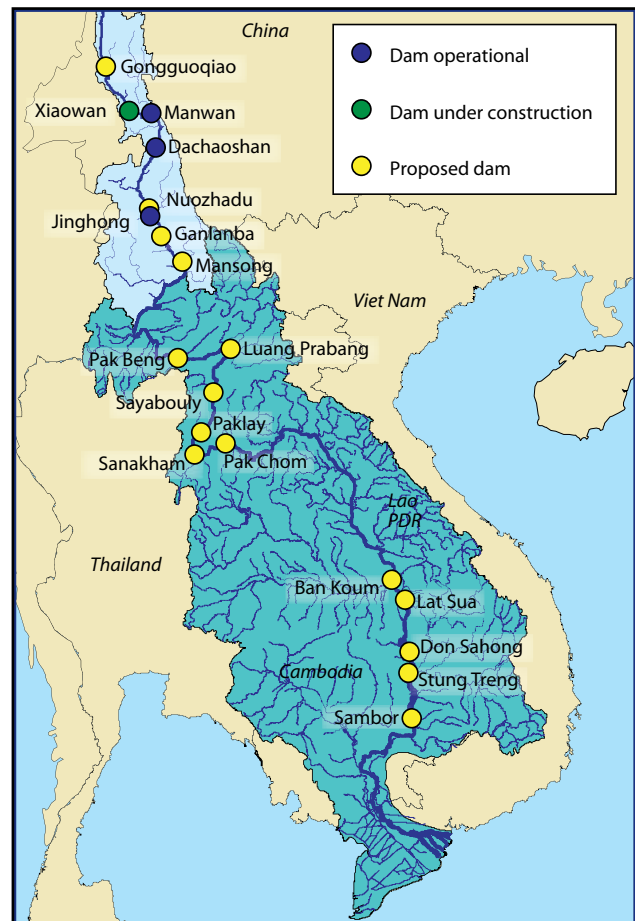 China
Dam operational
Dam under construction
Proposed dam
Gongguoqiao
Xiaowan
Manwan
Dachaoshan
Nuozhadu
Jinghong
Ganlanba
Mansong
Viet Nam
Luang Prabang
Pak Beng
Sayabouly
Paklay
Sanakham
Pak Chom
Lao
PDR
Thailand
Ban Koum
Lat Sua
Don Sahong
Cambodia
Stung Treng
Sambor